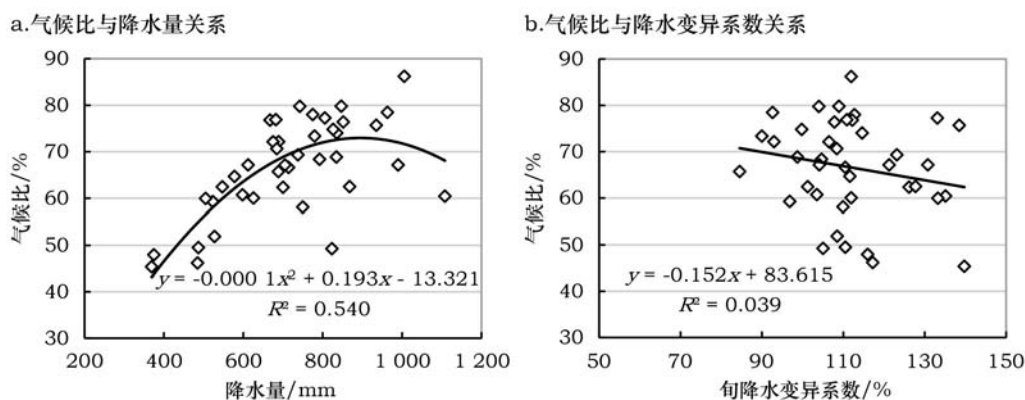 a.气候比与降水量关系
气候比/%
90
80
70
60
50
40
30
y = -0.000 1x² + 0.193x - 13.321
R² = 0.540
200 400 600 800 1 000 1 200
降水量/mm
b.气候比与降水变异系数关系
气候比/%
90
80
70
60
50
40
30
y = -0.152x + 83.615
R² = 0.039
50 70 90 110 130 150
旬降水变异系数/%